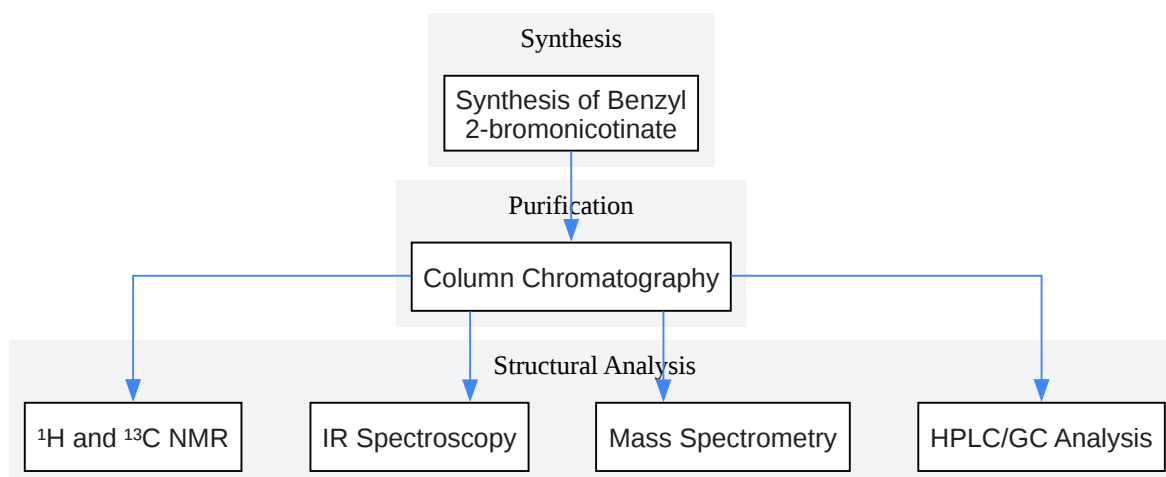 Synthesis
Synthesis of Benzyl
2-bromonicotinate
Purification
Column Chromatography
Structural Analysis
¹H and ¹³C NMR
IR Spectroscopy
Mass Spectrometry
HPLC/GC Analysis